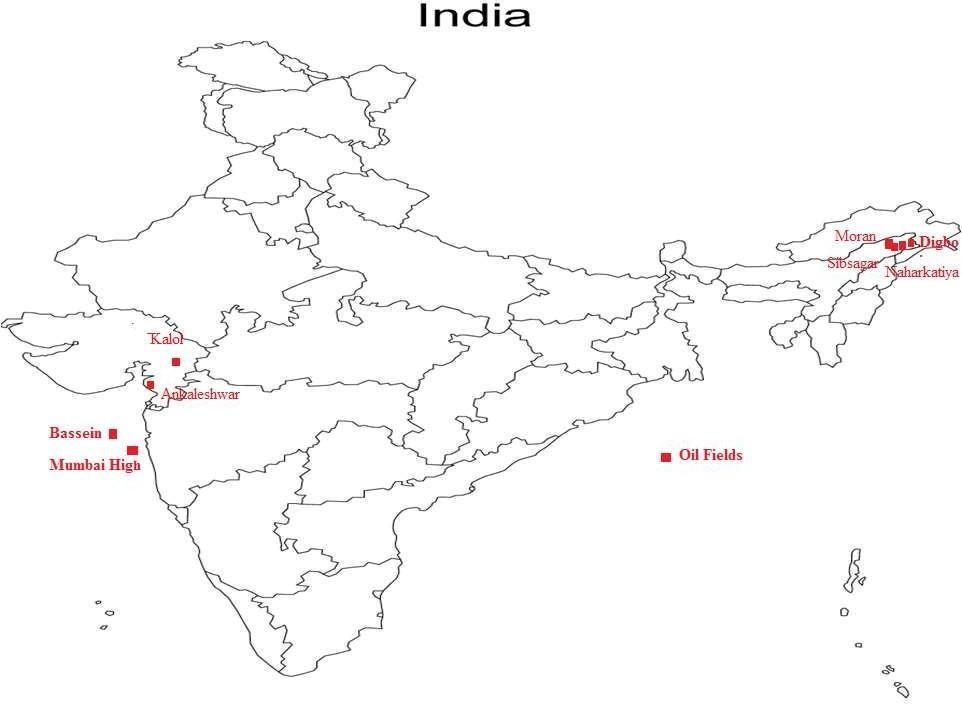 India
Moran
Digbo
Sibsagar
Naharkatiya
Kalol
Ankaleshwar
Bassein
Mumbai High
Oil Fields